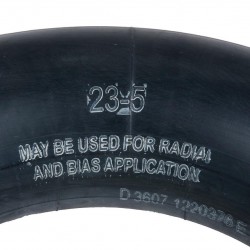 23-5
MAY BE USED FOR RADIAL
AND BIAS APPLICATION
D 3607